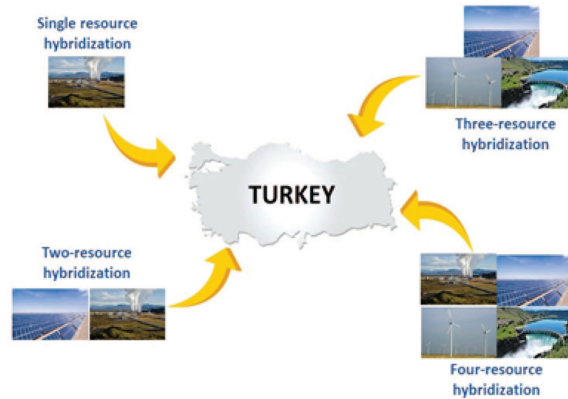 Single resource
hybridization
Three-resource
hybridization
TURKEY
Two-resource
hybridization
Four-resource
hybridization